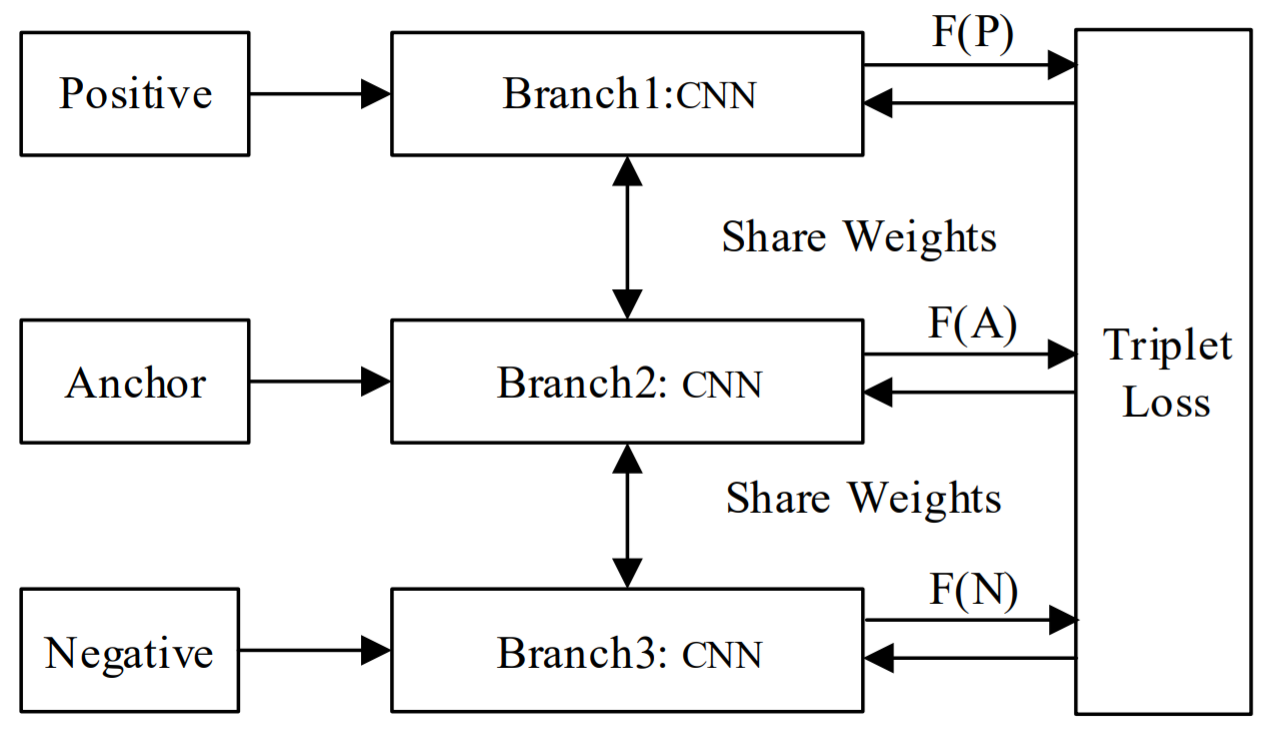 Positive
Branch1:CNN
F(P)
Share Weights
Anchor
Branch2: CNN
F(A)
Triplet
Loss
Share Weights
Negative
Branch3: CNN
F(N)